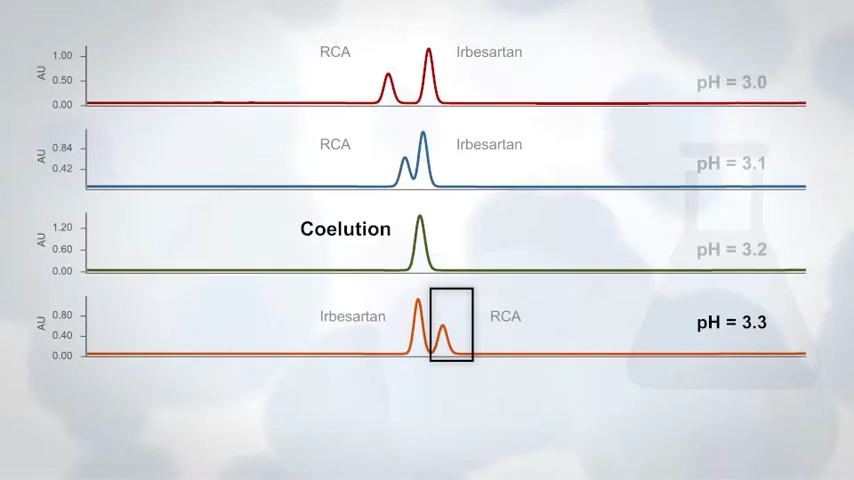 RCA Irbesartan
1.00
0.50
0.00
AU
pH = 3.0
RCA Irbesartan
0.84
0.42
AU
pH = 3.1
Coelution
1.20
0.60
0.00
AU
pH = 3.2
Irbesartan RCA
0.80
0.40
0.00
AU
pH = 3.3